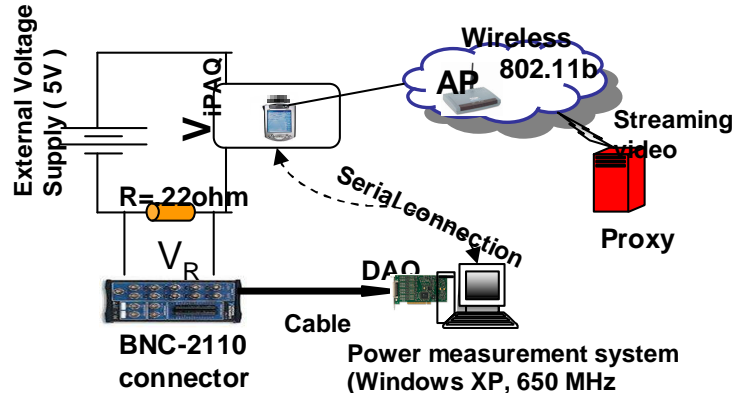 External Voltage
Supply ( 5V)
V iPAQ
R=.22ohm
VR
BNC-2110
connector
Cable
DAQ
Serial connection
Wireless
802.11b
AP
Streaming
video
Proxy
Power measurement system
(Windows XP, 650 MHz